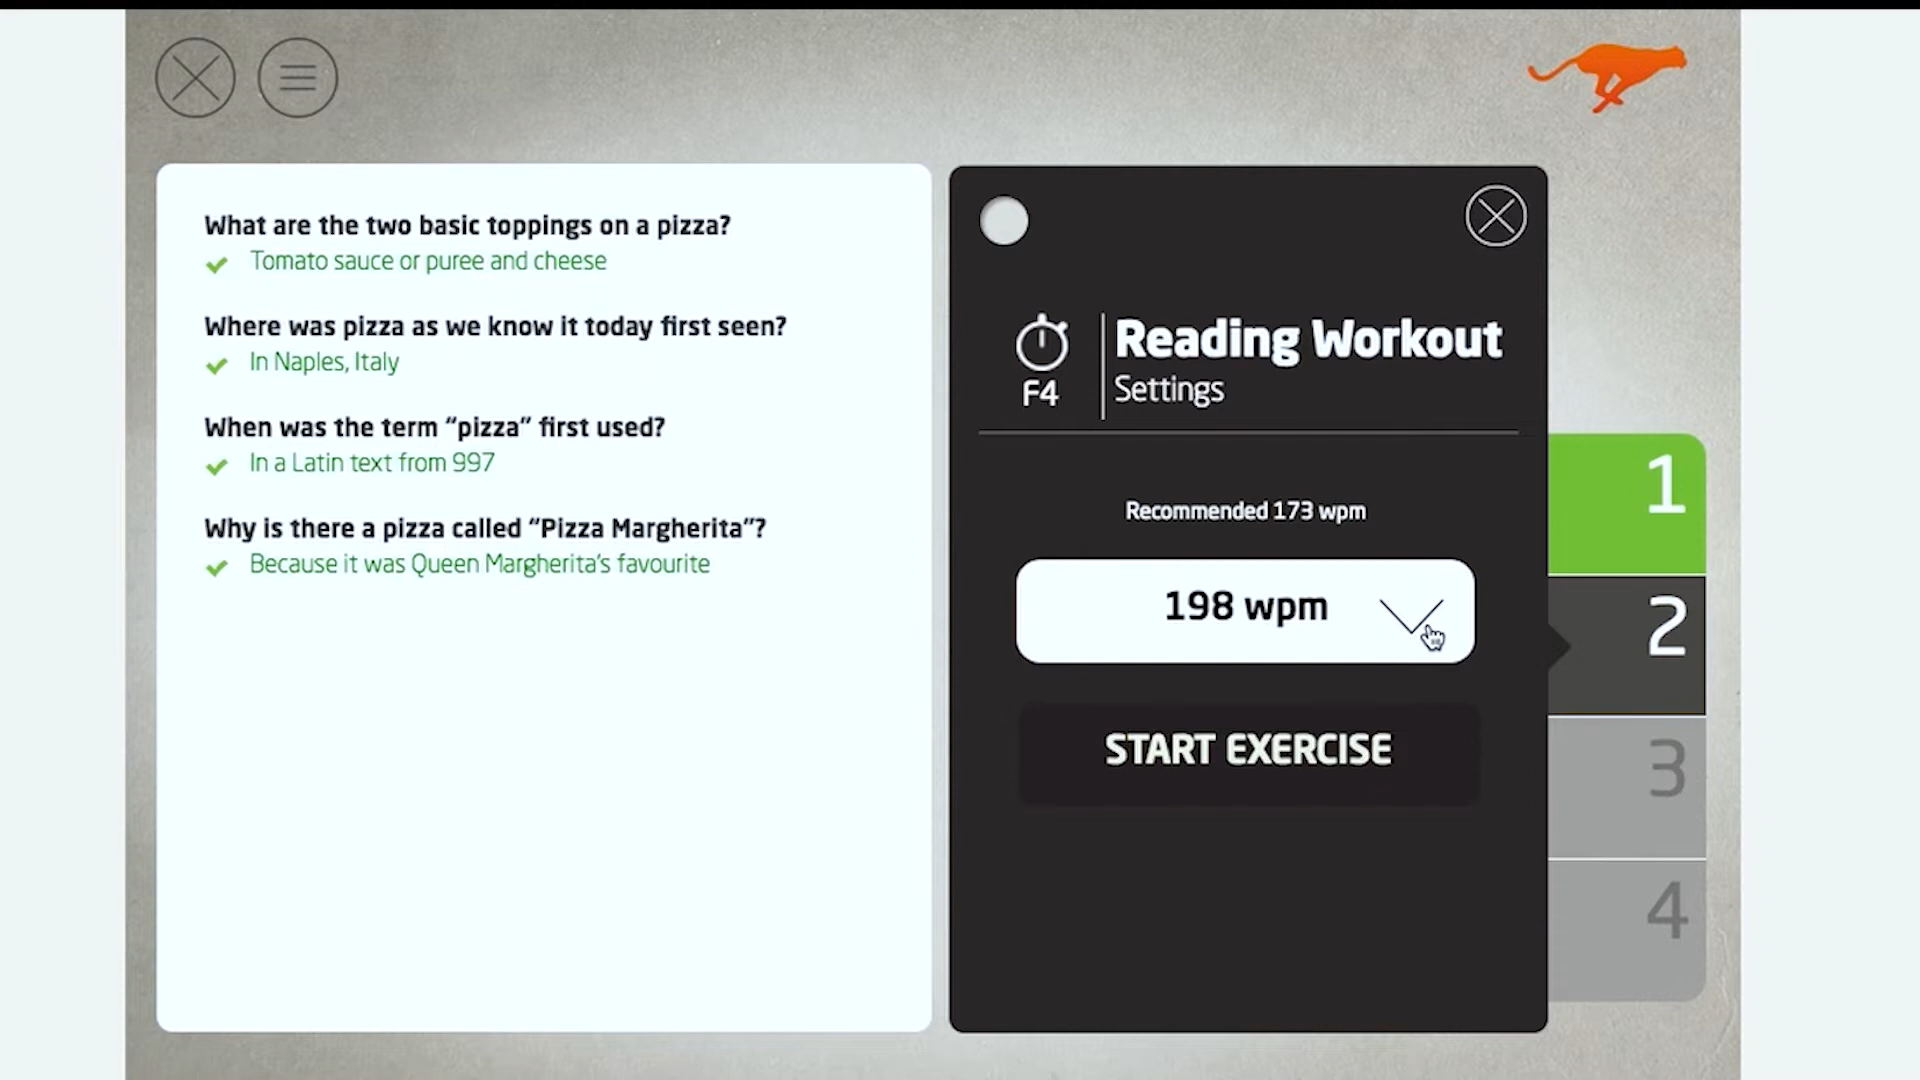 What are the two basic toppings on a pizza?
Tomato sauce or puree and cheese
Where was pizza as we know it today first seen?
In Naples, Italy
When was the term “pizza” first used?
In a Latin text from 997
Why is there a pizza called “Pizza Margherita”?
Because it was Queen Margherita’s favourite
F4
Reading Workout
Settings
Recommended 173 wpm
198 wpm
START EXERCISE
1
2
3
4